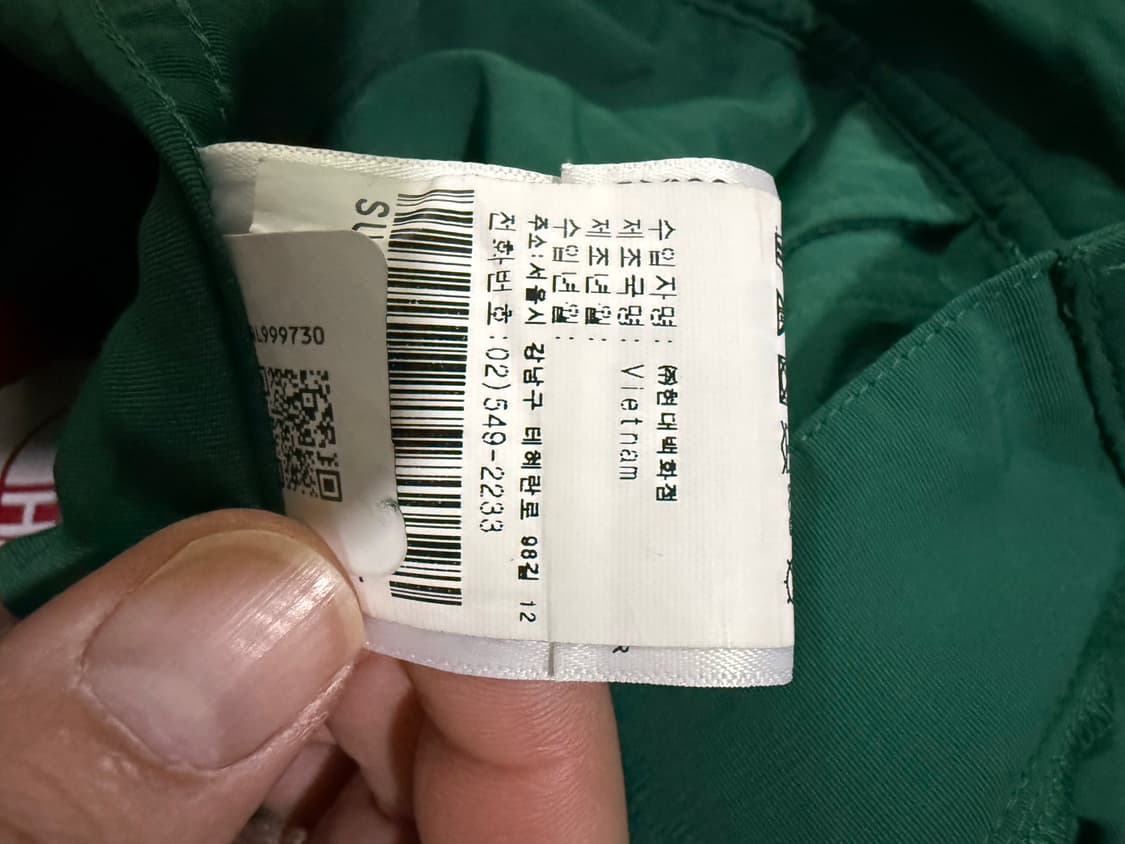 수입자명: ㈜현대백화점
제조국명: Vietnam
제조년월:
수입년월:
주소:서울시 강남구 테헤란로 98길 12
전화번호:02)549-2233
SU
L999730